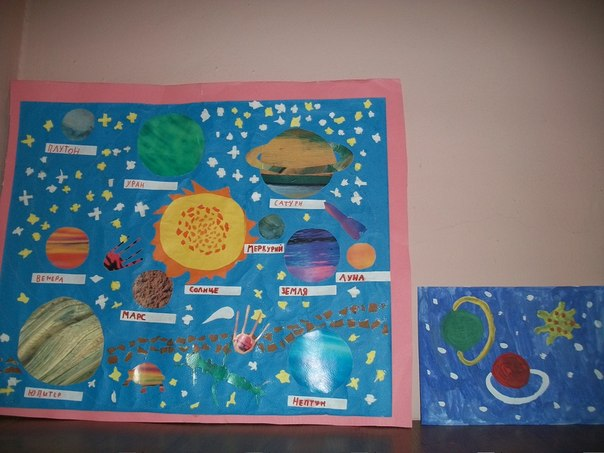 ПЛУТОН
УРАН
САТУРН
МЕРКУРИЙ
ВЕНЕРА
СОЛНЦЕ
ЗЕМЛЯ
ЛУНА
МАРС
ЮПИТЕР
НЕПТУН